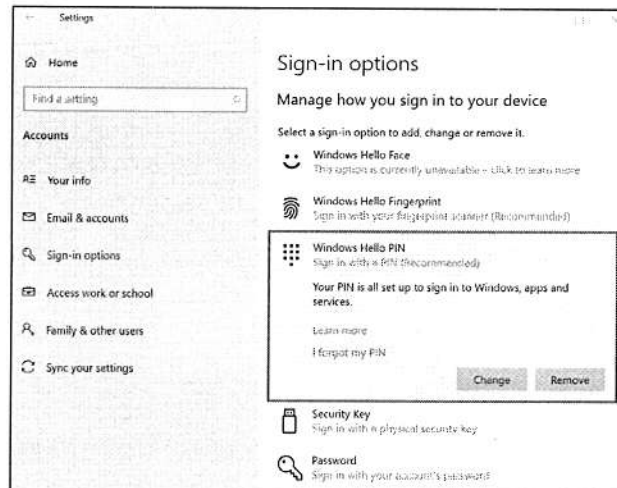 Settings
Home
Find a setting
Accounts
Your info
Email & accounts
Sign-in options
Access work or school
Family & other users
Sync your settings
Sign-in options
Manage how you sign in to your device
Select a sign-in option to add, change or remove it.
Windows Hello Face
This option is currently unavailable – click to learn more
Windows Hello Fingerprint
Sign in with your fingerprint scanner (Recommended)
Windows Hello PIN
Sign in with a PIN (Recommended)
Your PIN is all set up to sign in to Windows, apps and
services.
Learn more
I forgot my PIN
Change Remove
Security Key
Sign in with a physical security key
Password
Sign in with your account's password